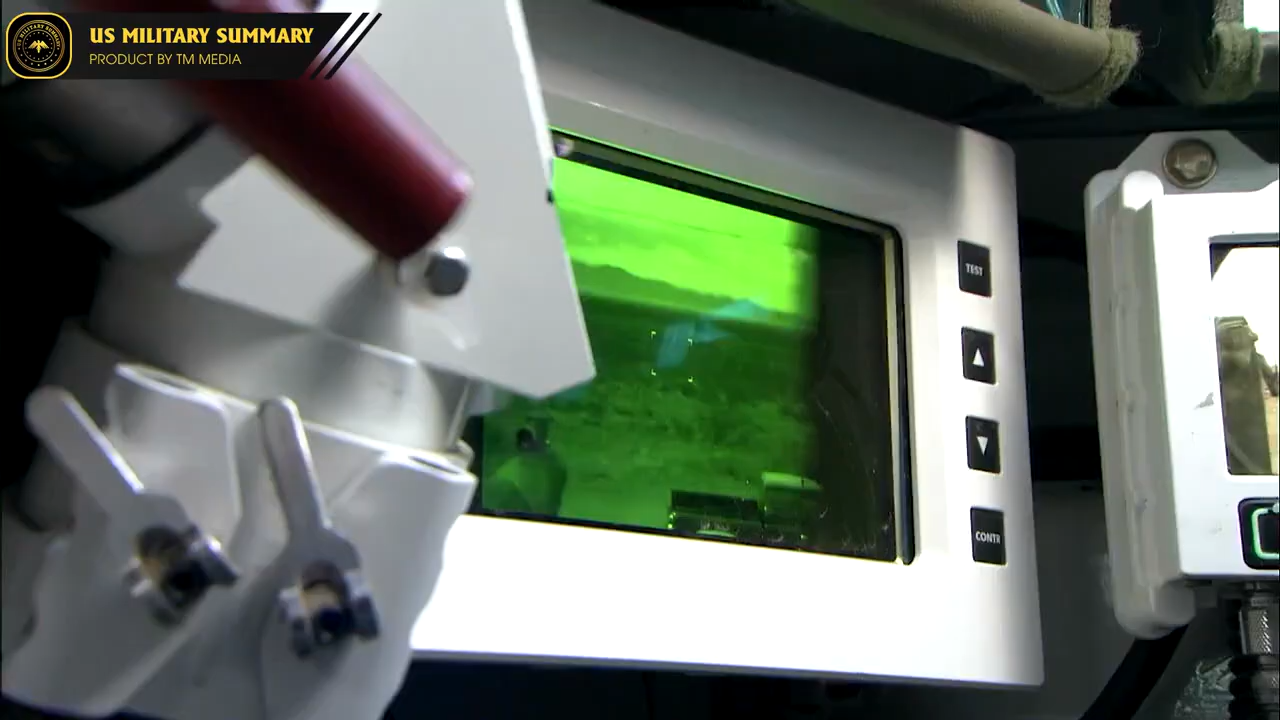 US MILITARY SUMMARY
PRODUCT BY TM MEDIA
TEST
▲
▼
CONTR